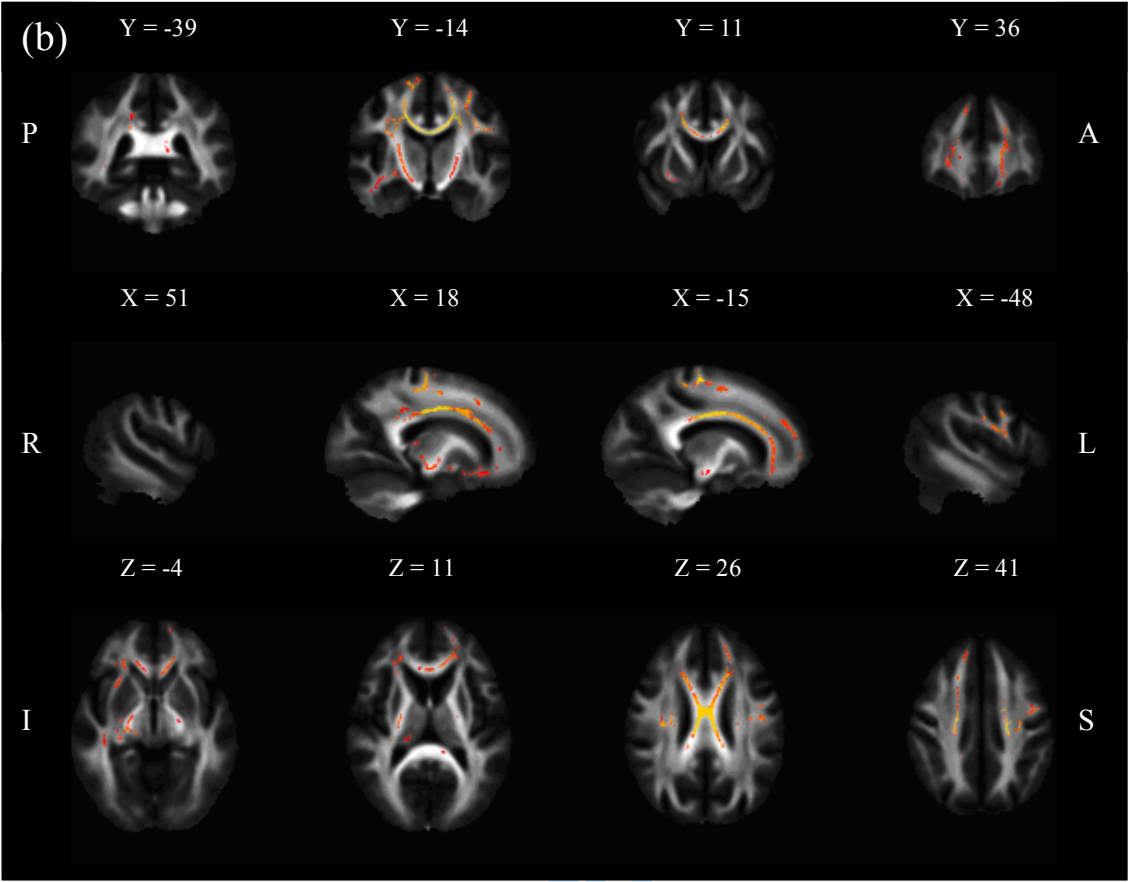 (b)
Y = -39 Y = -14 Y = 11 Y = 36
P A
X = 51 X = 18 X = -15 X = -48
R L
Z = -4 Z = 11 Z = 26 Z = 41
I S